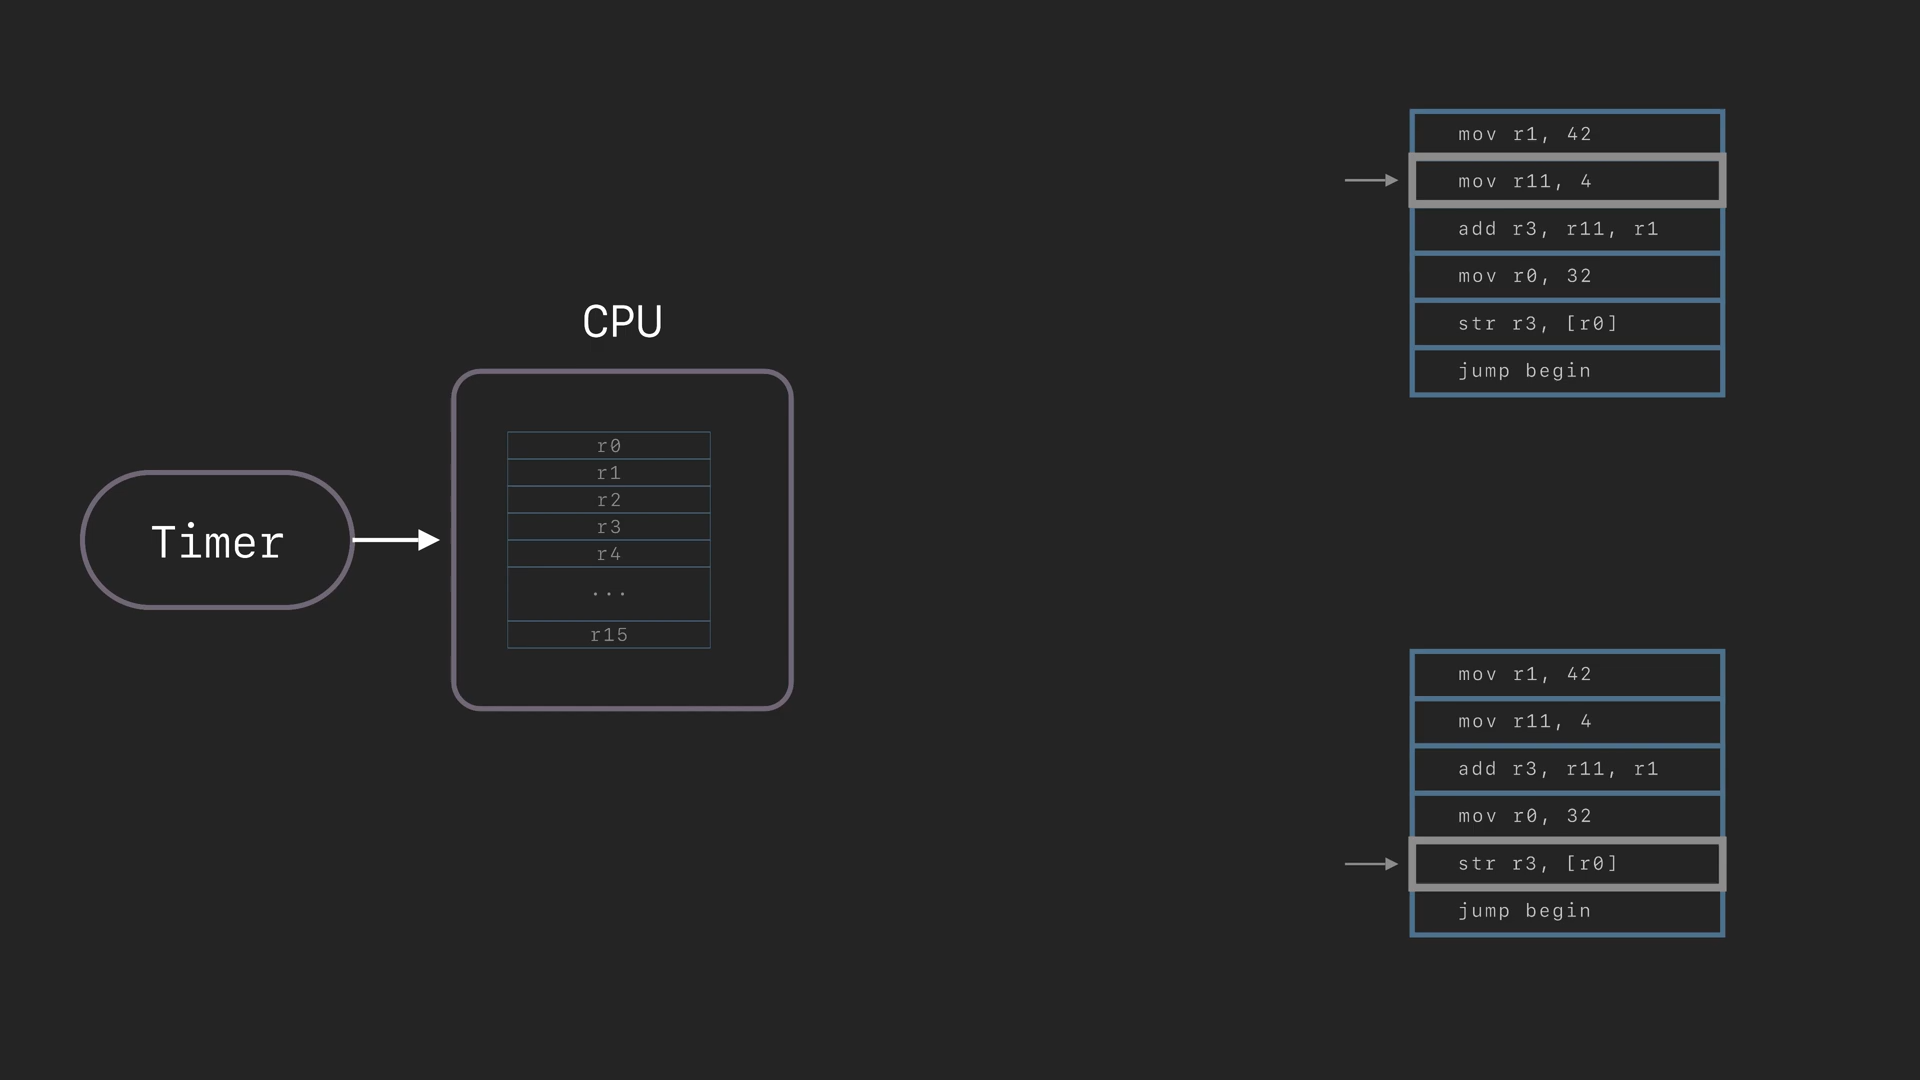 Timer
CPU
r0
r1
r2
r3
r4
...
r15
mov r1, 42
mov r11, 4
add r3, r11, r1
mov r0, 32
str r3, [r0]
jump begin
mov r1, 42
mov r11, 4
add r3, r11, r1
mov r0, 32
str r3, [r0]
jump begin